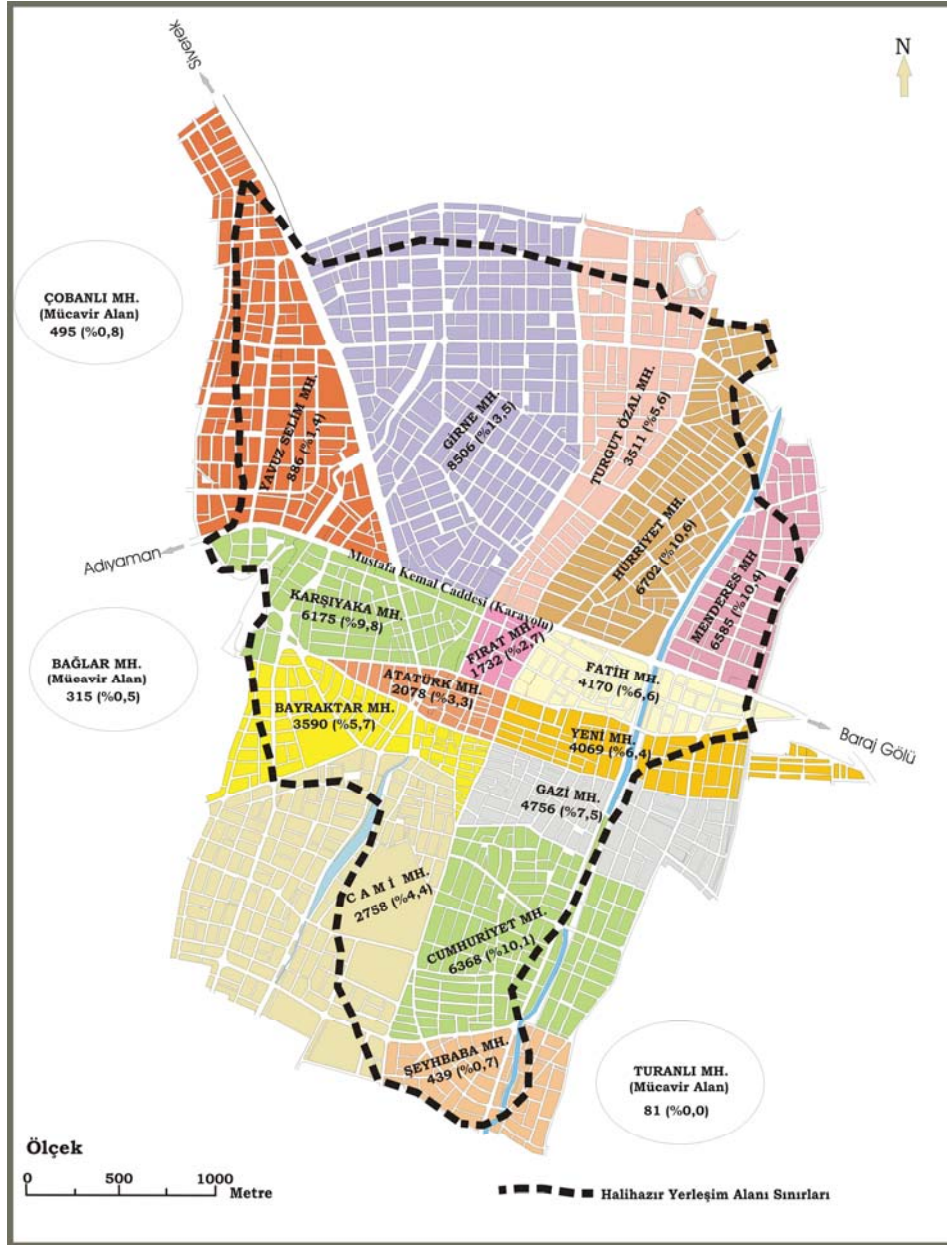 Siverek
N
ÇOBANLI MH.
(Mücavir Alan)
495 (%0,8)
YAVUZ SELİM MH.
886 (%1,4)
GİRNE MH.
8506 (%13,5)
TURGUT ÖZAL MH.
3511 (%5,6)
HÜRRİYET MH.
6702 (%10,6)
MENDERES MH
6585 (%10,4)
Adıyaman
Mustafa Kemal Caddesi (Karayolu)
KARŞIYAKA MH.
6175 (%9,8)
FIRAT MH
1732 (%2,7)
BAĞLAR MH.
(Mücavir Alan)
315 (%0,5)
ATATÜRK MH.
2078 (%3,3)
FATİH MH.
4170 (%6,6)
BAYRAKTAR MH.
3590 (%5,7)
YENİ MH.
4069 (%6,4)
Baraj Gölü
GAZİ MH.
4756 (%7,5)
C A M İ MH.
2758 (%4,4)
CUMHURİYET MH.
6368 (%10,1)
ŞEYHBABA MH.
439 (%0,7)
TURANLI MH.
(Mücavir Alan)
81 (%0,0)
Ölçek
0 500 1000
Metre
Halihazır Yerleşim Alanı Sınırları